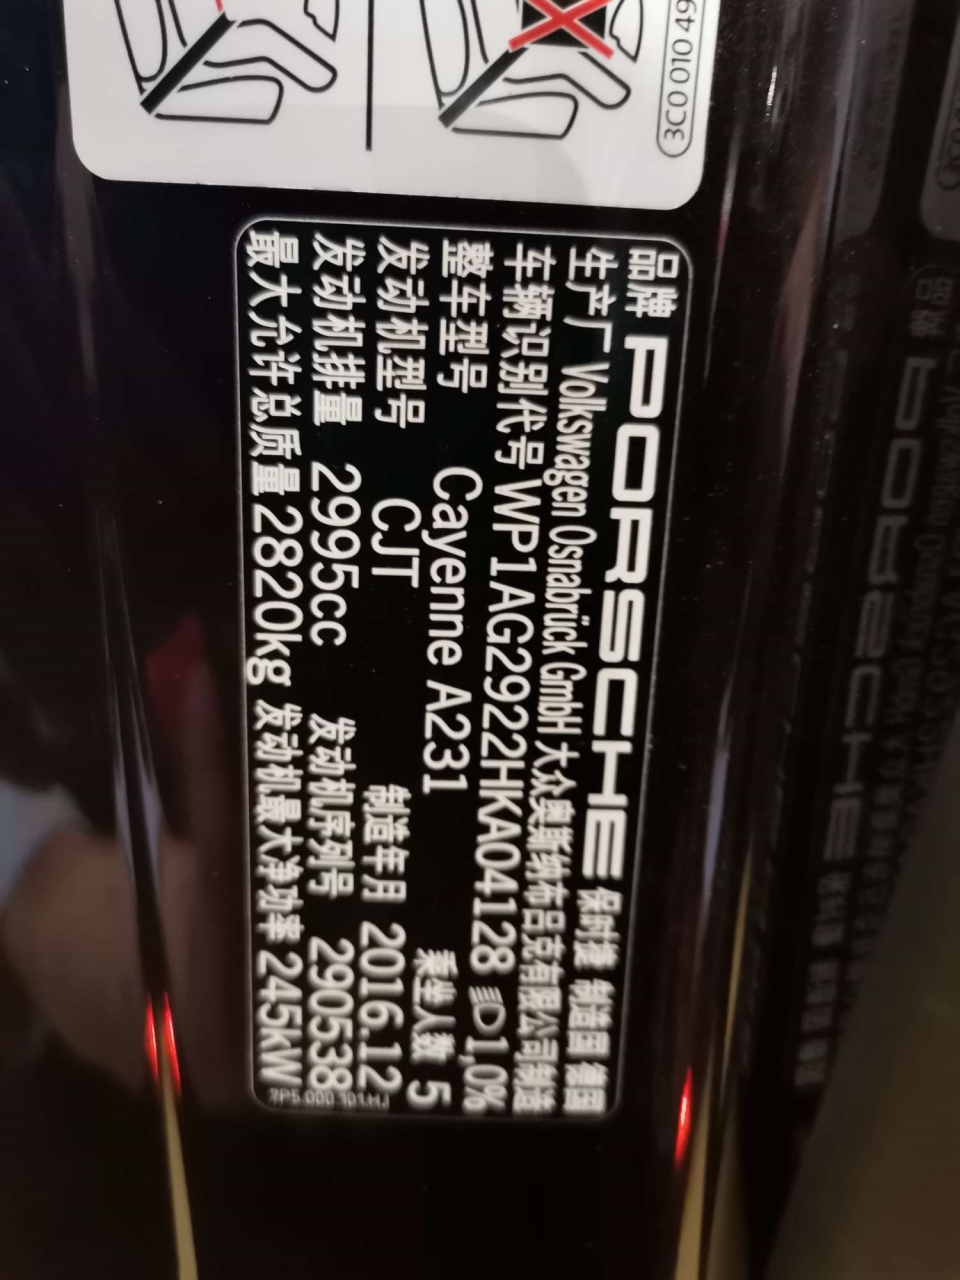 3C0 010 49
品牌 PORSCHE 保时捷 制造国 德国
生产厂 Volkswagen Osnabrück GmbH 大众奥斯纳布吕克有限公司制造
车辆识别代号 WP1AG2922HKA04128 1,0%
整车型号 Cayenne A231 乘坐人数 5
发动机型号 CJT 制造年月 2016.12
发动机排量 2995cc 发动机序列号 290538
最大允许总质量 2820kg 发动机最大净功率 245kW
7P5.000.101.HJ